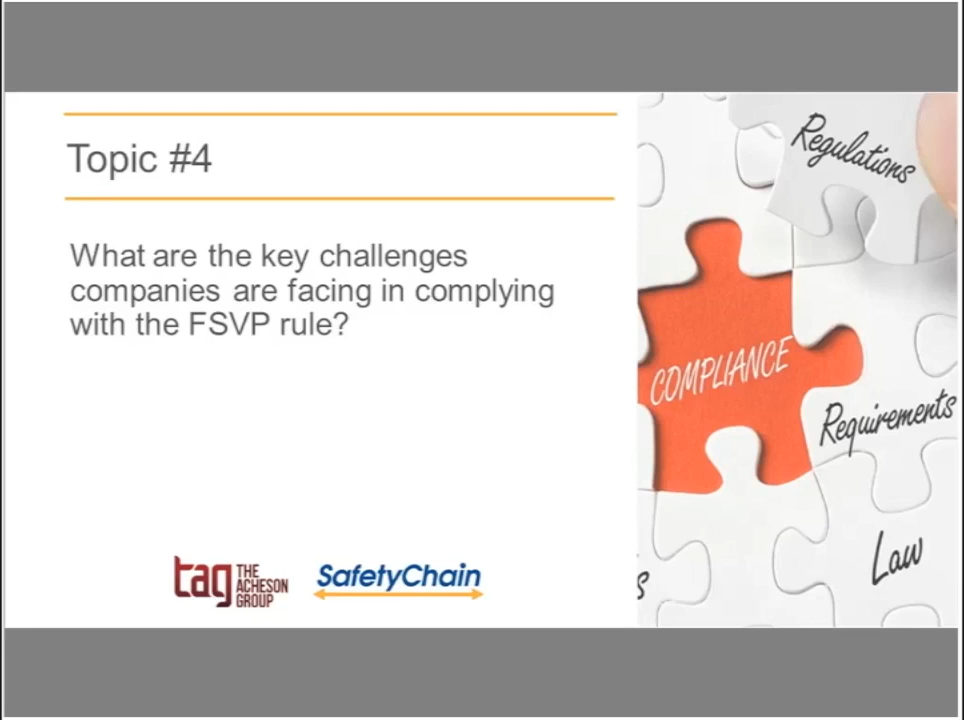 Topic #4
What are the key challenges
companies are facing in complying
with the FSVP rule?
Regulations
COMPLIANCE
Requirements
Law
s
tag THE
ACHESON
GROUP
SafetyChain